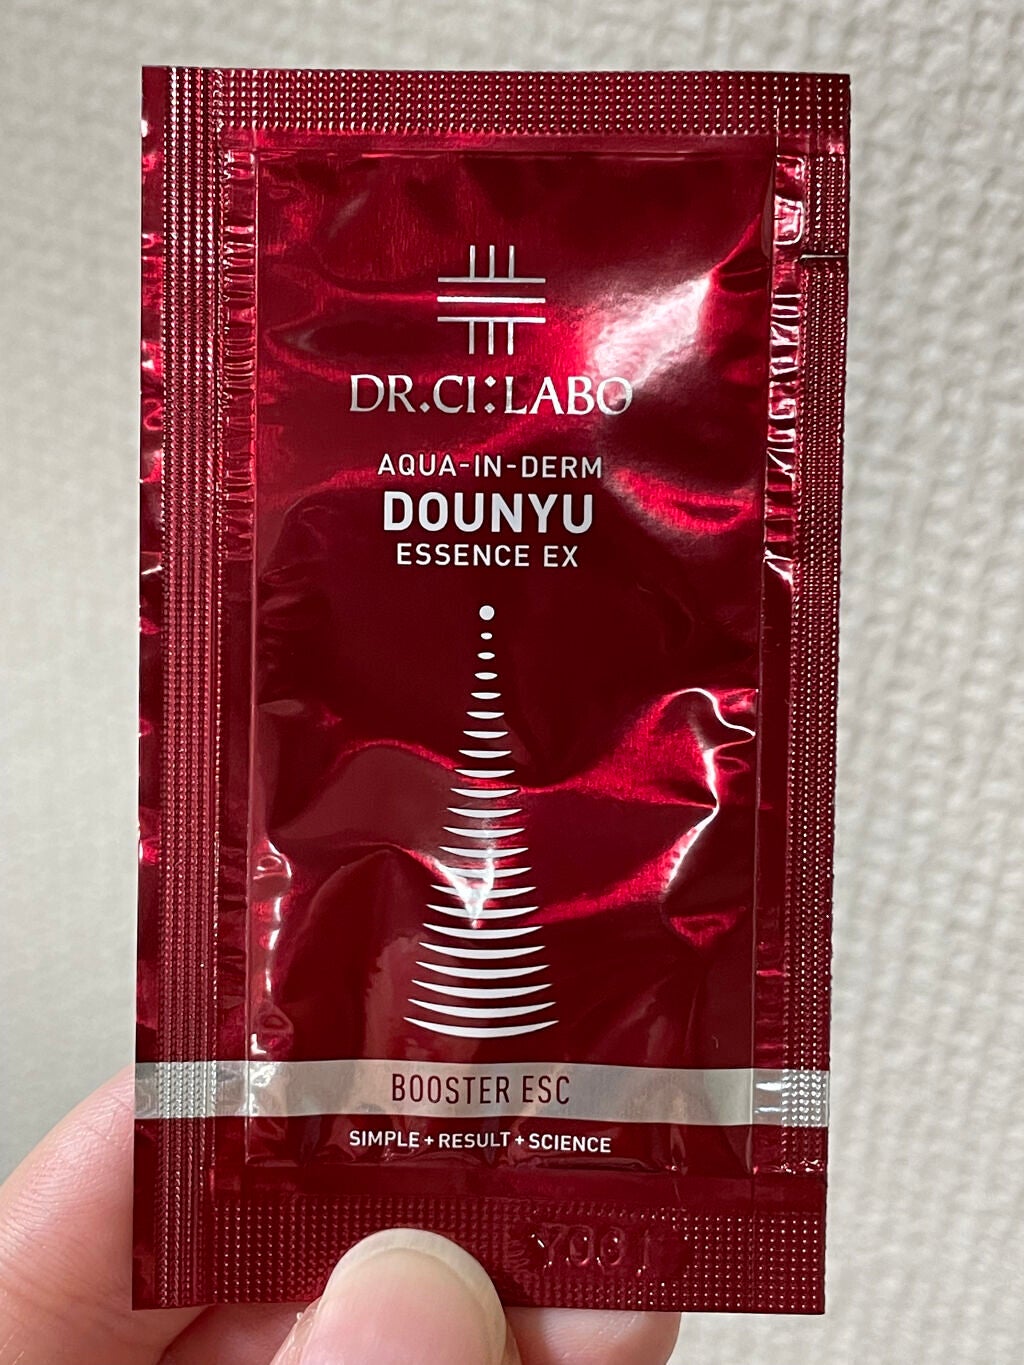 DR.CI:LABO
AQUA-IN-DERM
DOUNYU
ESSENCE EX
BOOSTER ESC
SIMPLE+RESULT+SCIENCE